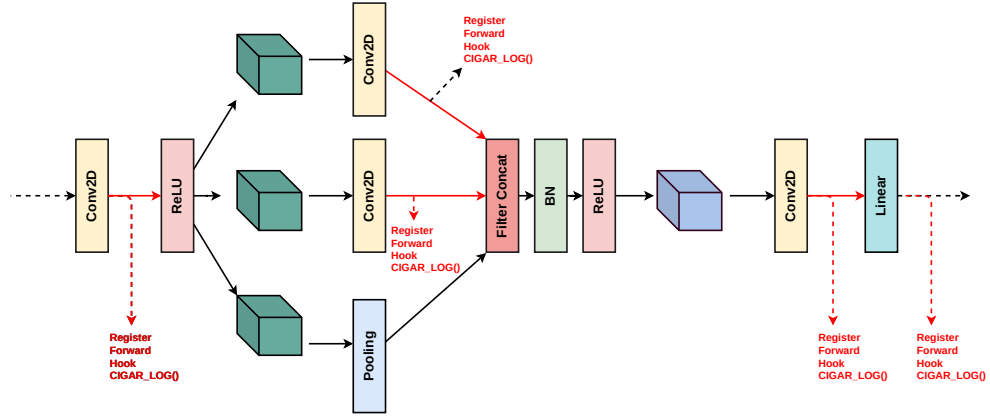 Register
Forward
Hook
CIGAR_LOG()
Conv2D
Conv2D
ReLU
Conv2D
Register
Forward
Hook
CIGAR_LOG()
Filter Concat
BN
ReLU
Conv2D
Linear
Pooling
Register
Forward
Hook
CIGAR_LOG()
Register
Forward
Hook
CIGAR_LOG()
Register
Forward
Hook
CIGAR_LOG()